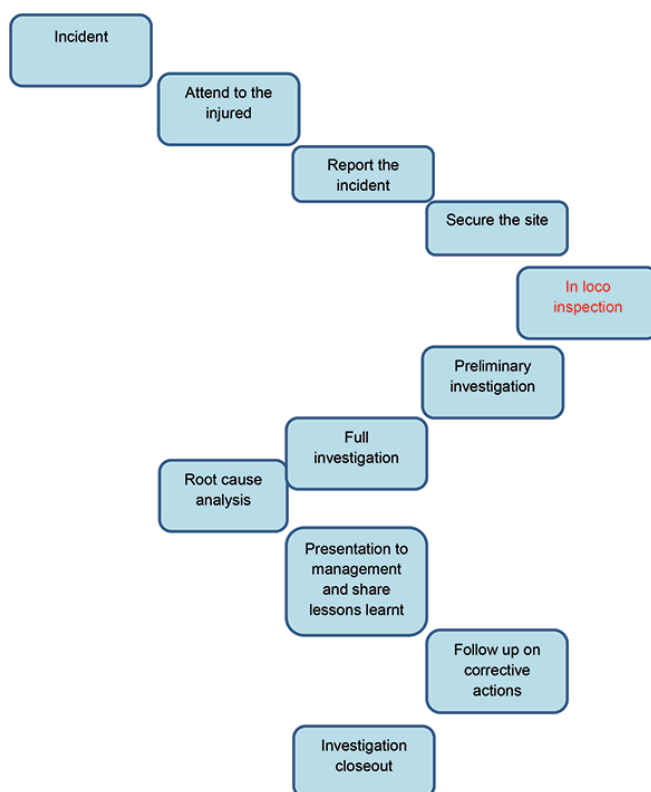 Incident
Attend to the
injured
Report the
incident
Secure the site
In loco
inspection
Preliminary
investigation
Full
investigation
Root cause
analysis
Presentation to
management
and share
lessons learnt
Follow up on
corrective
actions
Investigation
closeout